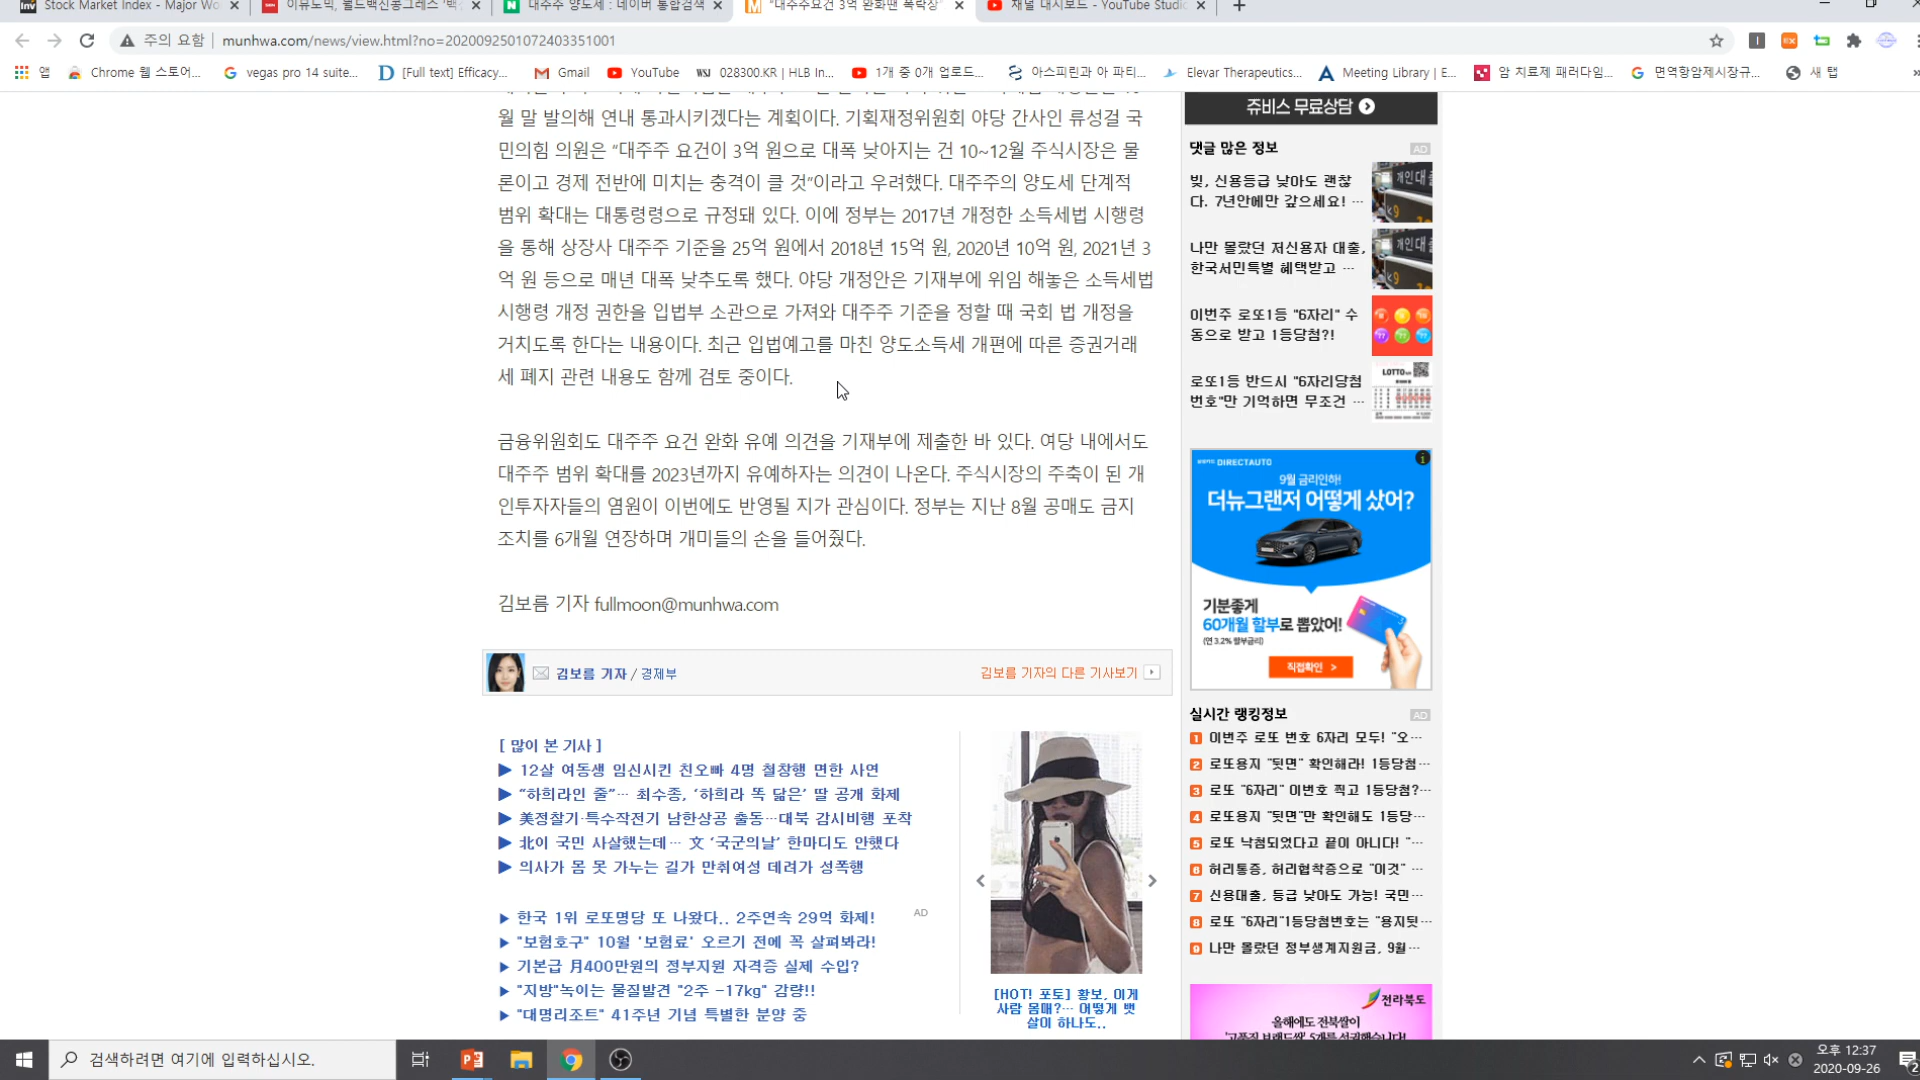 Stock Market Index - Major Wo
이뮤노믹, 월드백신콩그레스 '백
대주주 양도세 : 네이버 통합검색
"대주주요건 3억 완화땐 폭락장"
채널 대시보드 - YouTube Studio
주의 요함 | munhwa.com/news/view.html?no=2020092501072403351001
앱
Chrome 웹 스토어...
vegas pro 14 suite...
[Full text] Efficacy...
Gmail
YouTube
028300.KR | HLB In...
1개 중 0개 업로드...
아스피린과 아 파티...
Elevar Therapeutics...
Meeting Library | E...
암 치료제 패러다임...
면역항암제시장규...
새 탭
월 말 발의해 연내 통과시키겠다는 계획이다. 기획재정위원회 야당 간사인 류성걸 국
민의힘 의원은 “대주주 요건이 3억 원으로 대폭 낮아지는 건 10~12월 주식시장은 물
론이고 경제 전반에 미치는 충격이 클 것”이라고 우려했다. 대주주의 양도세 단계적
범위 확대는 대통령령으로 규정돼 있다. 이에 정부는 2017년 개정한 소득세법 시행령
을 통해 상장사 대주주 기준을 25억 원에서 2018년 15억 원, 2020년 10억 원, 2021년 3
억 원 등으로 매년 대폭 낮추도록 했다. 야당 개정안은 기재부에 위임 해놓은 소득세법
시행령 개정 권한을 입법부 소관으로 가져와 대주주 기준을 정할 때 국회 법 개정을
거치도록 한다는 내용이다. 최근 입법예고를 마친 양도소득세 개편에 따른 증권거래
세 폐지 관련 내용도 함께 검토 중이다.
금융위원회도 대주주 요건 완화 유예 의견을 기재부에 제출한 바 있다. 여당 내에서도
대주주 범위 확대를 2023년까지 유예하자는 의견이 나온다. 주식시장의 주축이 된 개
인투자자들의 염원이 이번에도 반영될 지가 관심이다. 정부는 지난 8월 공매도 금지
조치를 6개월 연장하며 개미들의 손을 들어줬다.
김보름 기자 fullmoon@munhwa.com
김보름 기자 / 경제부
김보름 기자의 다른 기사보기
[ 많이 본 기사 ]
▶ 12살 여동생 임신시킨 친오빠 4명 철창행 면한 사연
▶ “하희라인 줄”… 최수종, ‘하희라 똑 닮은’ 딸 공개 화제
▶ 美정찰기·특수작전기 남한상공 출동…대북 감시비행 포착
▶ 北이 국민 사살했는데… 文 ‘국군의날’ 한마디도 안했다
▶ 의사가 몸 못 가누는 길가 만취여성 데려가 성폭행
▶ 한국 1위 로또명당 또 나왔다.. 2주연속 29억 화제!
AD
▶ "보험호구" 10월 '보험료' 오르기 전에 꼭 살펴봐라!
▶ 기본급 月400만원의 정부지원 자격증 실제 수입?
▶ "지방"녹이는 물질발견 "2주 -17kg" 감량!!
▶ "대명리조트" 41주년 기념 특별한 분양 중
[HOT! 포토] 황보, 이게
사람 몸매?… 어떻게 뱃
살이 하나도..
쥬비스 무료상담
댓글 많은 정보
AD
빚, 신용등급 낮아도 괜찮
다. 7년안에만 갚으세요! …
나만 몰랐던 저신용자 대출,
한국서민특별 혜택받고 …
이번주 로또1등 "6자리" 수
동으로 받고 1등당첨?!
로또1등 반드시 "6자리당첨
번호"만 기억하면 무조건 …
LOTTO
DIRECTAUTO
9월 금리인하!
더뉴그랜저 어떻게 샀어?
기분좋게
60개월 할부로 뽑았어!
(연 3.2% 할부금리)
직접확인 >
실시간 랭킹정보
AD
1 이번주 로또 번호 6자리 모두! "오…
2 로또용지 "뒷면" 확인해라! 1등당첨…
3 로또 "6자리" 이번호 찍고 1등당첨?…
4 로또용지 "뒷면"만 확인해도 1등당…
5 로또 낙첨되었다고 끝이 아니다! "…
6 허리통증, 허리협착증으로 "이것" …
7 신용대출, 등급 낮아도 가능! 국민…
8 로또 "6자리"1등당첨번호는 "용지뒷…
9 나만 몰랐던 정부생계지원금, 9월…
전라북도
올해에도 전북쌀이
검색하려면 여기에 입력하십시오.
오후 12:37
2020-09-26